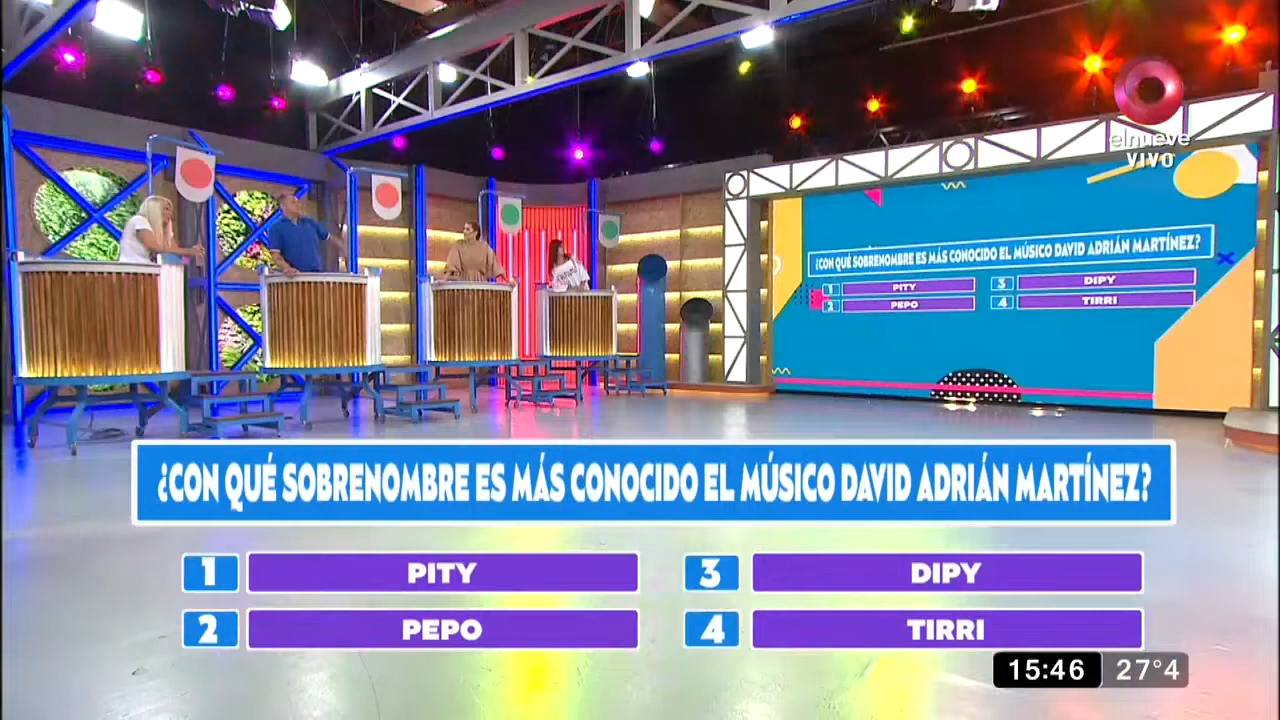 elnueve
VIVO
¿CON QUÉ SOBRENOMBRE ES MÁS CONOCIDO EL MÚSICO DAVID ADRIÁN MARTÍNEZ?
1 PITY 3 DIPY
2 PEPO 4 TIRRI
¿CON QUÉ SOBRENOMBRE ES MÁS CONOCIDO EL MÚSICO DAVID ADRIÁN MARTÍNEZ?
1 PITY 3 DIPY
2 PEPO 4 TIRRI
15:46 27°4